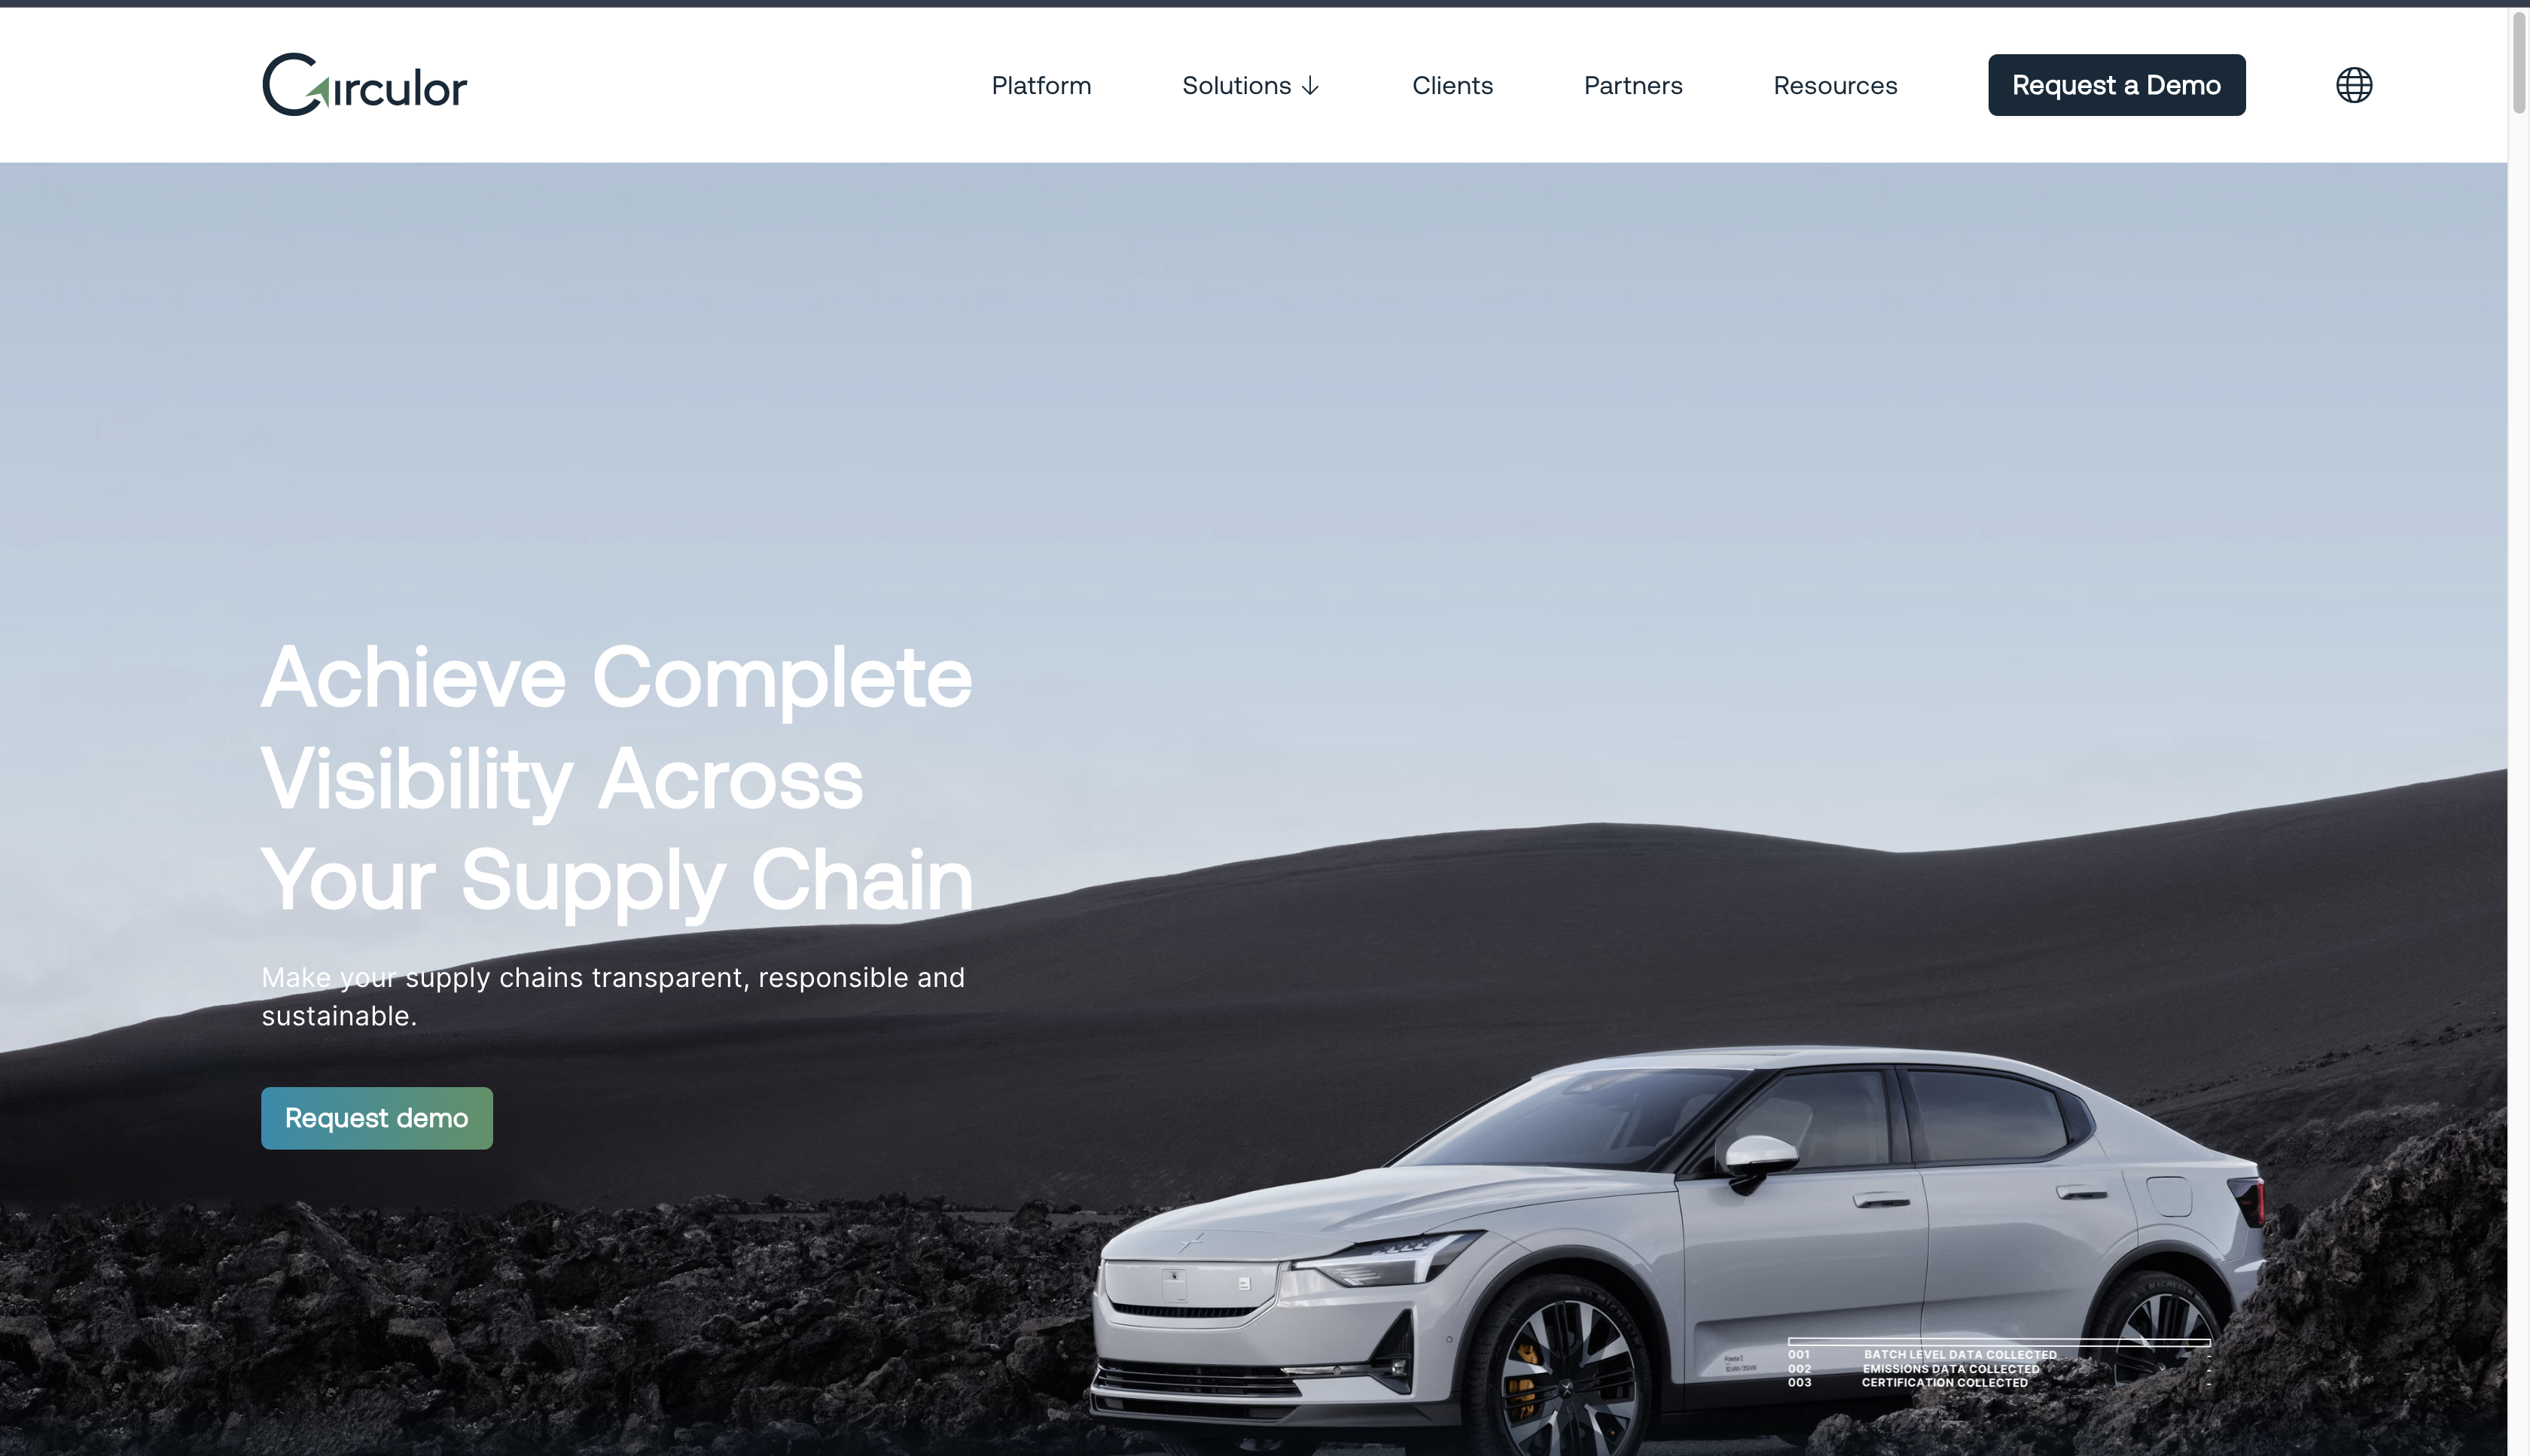 Circulor
Platform
Solutions ↓
Clients
Partners
Resources
Request a Demo
Achieve Complete
Visibility Across
Your Supply Chain
Make your supply chains transparent, responsible and
sustainable.
Request demo
001 BATCH LEVEL DATA COLLECTED
002 EMISSIONS DATA COLLECTED
003 CERTIFICATION COLLECTED